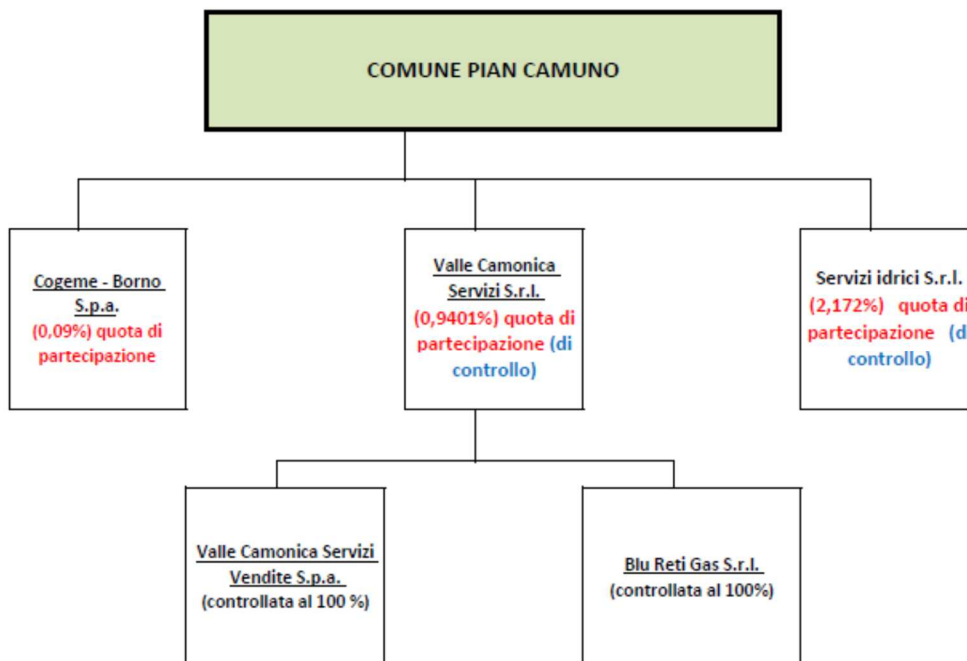 COMUNE PIAN CAMUNO
Cogeme - Borno
S.p.a.
(0,09%) quota di
partecipazione
Valle Camonica
Servizi S.r.l.
(0,9401%) quota di
partecipazione (di
controllo)
Servizi idrici S.r.l.
(2,172%) quota di
partecipazione (di
controllo)
Valle Camonica Servizi
Vendite S.p.a.
(controllata al 100 %)
Blu Reti Gas S.r.l.
(controllata al 100%)